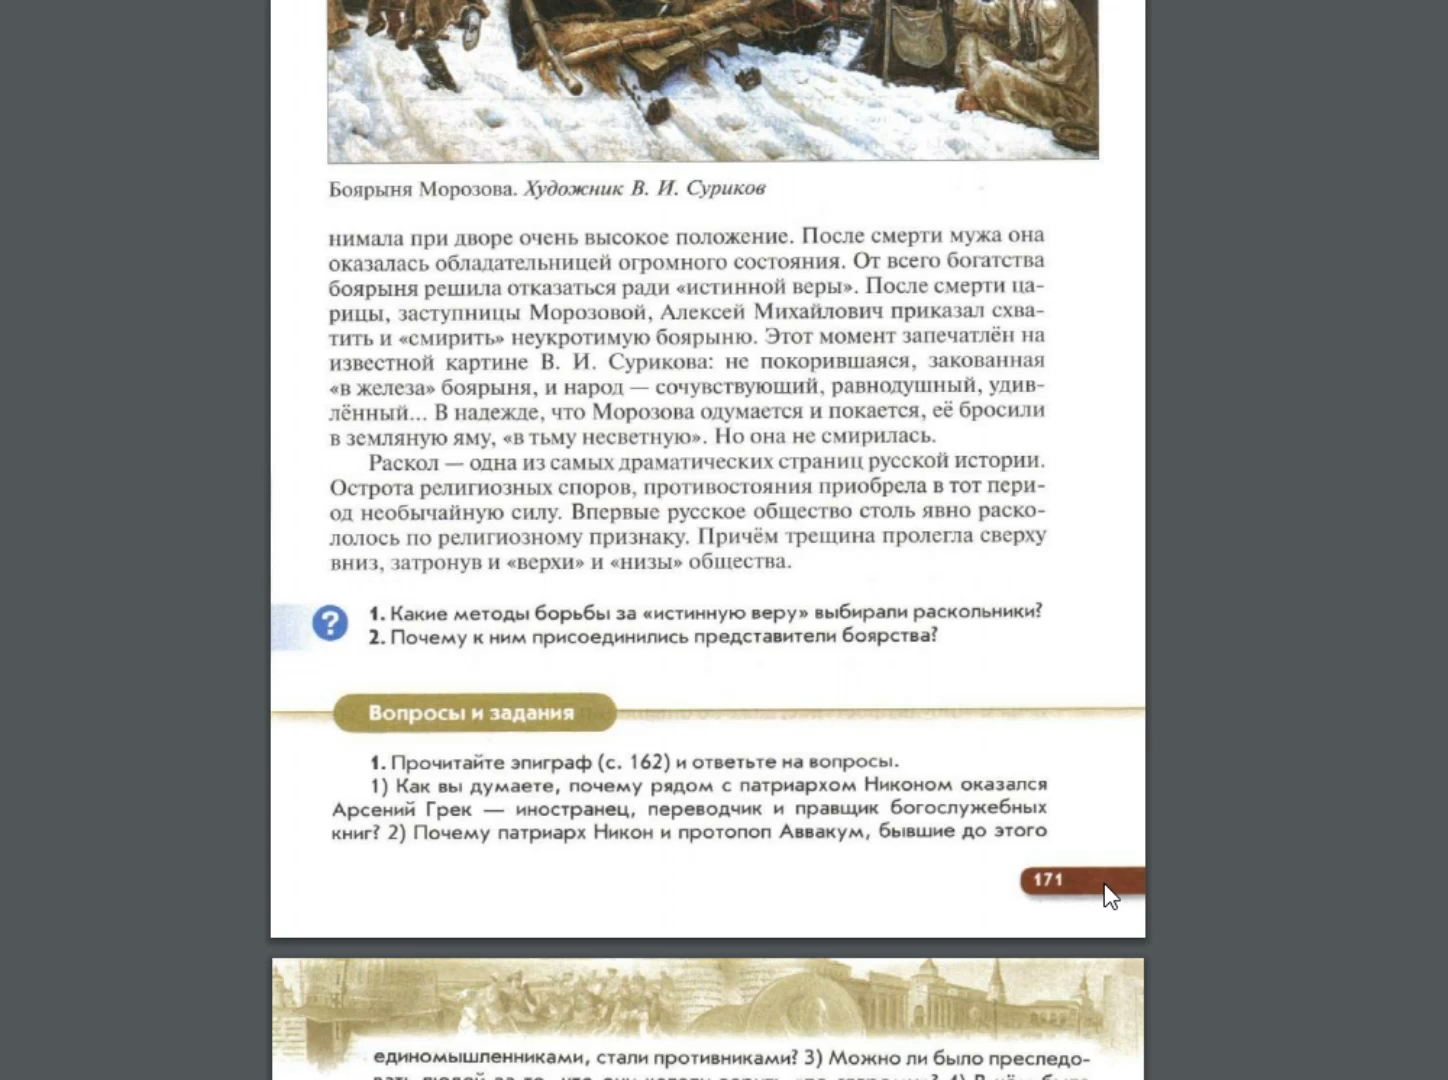 Боярыня Морозова. Художник В. И. Суриков
нимала при дворе очень высокое положение. После смерти мужа она
оказалась обладательницей огромного состояния. От всего богатства
боярыня решила отказаться ради «истинной веры». После смерти ца-
рицы, заступницы Морозовой, Алексей Михайлович приказал схва-
тить и «смирить» неукротимую боярыню. Этот момент запечатлён на
известной картине В. И. Сурикова: не покорившаяся, закованная
«в железа» боярыня, и народ — сочувствующий, равнодушный, удив-
лённый... В надежде, что Морозова одумается и покается, её бросили
в земляную яму, «в тьму несветную». Но она не смирилась.
Раскол — одна из самых драматических страниц русской истории.
Острота религиозных споров, противостояния приобрела в тот пери-
од необычайную силу. Впервые русское общество столь явно раско-
лолось по религиозному признаку. Причём трещина пролегла сверху
вниз, затронув и «верхи» и «низы» общества.
? 1. Какие методы борьбы за «истинную веру» выбирали раскольники?
2. Почему к ним присоединились представители боярства?
Вопросы и задания
1. Прочитайте эпиграф (с. 162) и ответьте на вопросы.
1) Как вы думаете, почему рядом с патриархом Никоном оказался
Арсений Грек — иностранец, переводчик и правщик богослужебных
книг? 2) Почему патриарх Никон и протопоп Аввакум, бывшие до этого
171
единомышленниками, стали противниками? 3) Можно ли было преследо-